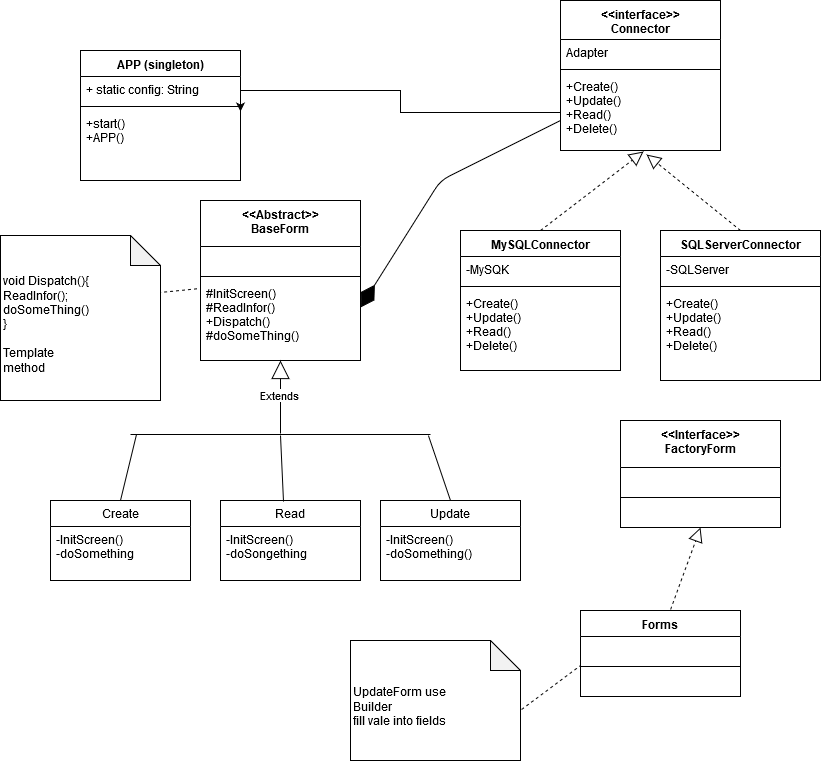 <<interface>>
Connector
Adapter
+Create()
+Update()
+Read()
+Delete()
APP (singleton)
+ static config: String
+start()
+APP()
<<Abstract>>
BaseForm
#InitScreen()
#ReadInfor()
+Dispatch()
#doSomeThing()
void Dispatch(){
ReadInfor();
doSomeThing()
}
Template
method
MySQLConnector
-MySQK
+Create()
+Update()
+Read()
+Delete()
SQLServerConnector
-SQLServer
+Create()
+Update()
+Read()
+Delete()
Extends
<<Interface>>
FactoryForm
Create
-InitScreen()
-doSomething
Read
-InitScreen()
-doSongething
Update
-InitScreen()
-doSomething()
Forms
UpdateForm use
Builder
fill vale into fields